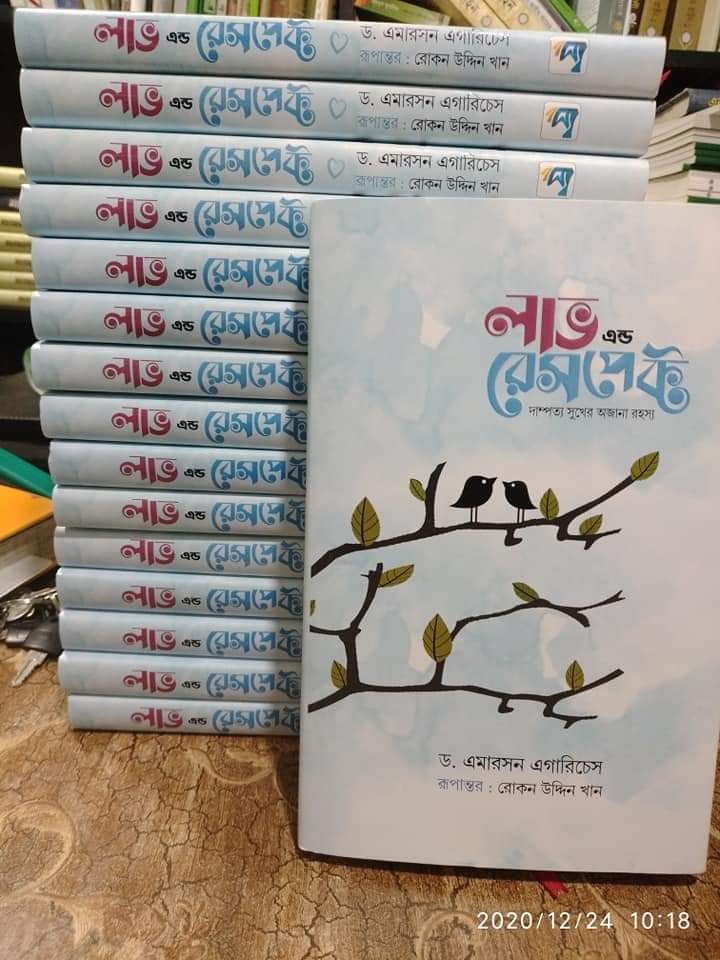 লাভ এন্ড রেসপেক্ট ড. এমারসন এগারিচেস
রূপান্তর : রোকন উদ্দিন খান
লাভ এন্ড রেসপেক্ট ড. এমারসন এগারিচেস
রূপান্তর : রোকন উদ্দিন খান
লাভ এন্ড রেসপেক্ট ড. এমারসন এগারিচেস
রূপান্তর : রোকন উদ্দিন খান
লাভ এন্ড রেসপেক্ট
লাভ এন্ড রেসপেক্ট
লাভ এন্ড রেসপেক্ট
লাভ এন্ড রেসপেক্ট
লাভ এন্ড রেসপেক্ট
লাভ এন্ড রেসপেক্ট
লাভ এন্ড রেসপেক্ট
লাভ এন্ড রেসপেক্ট
লাভ এন্ড রেসপেক্ট
লাভ এন্ড রেসপেক্ট
লাভ এন্ড রেসপেক্ট
লাভ এন্ড রেসপেক্ট
লাভ এন্ড
রেসপেক্ট
দাম্পত্য সুখের অজানা রহস্য
ড. এমারসন এগারিচেস
রূপান্তর : রোকন উদ্দিন খান
2020/12/24 10:18